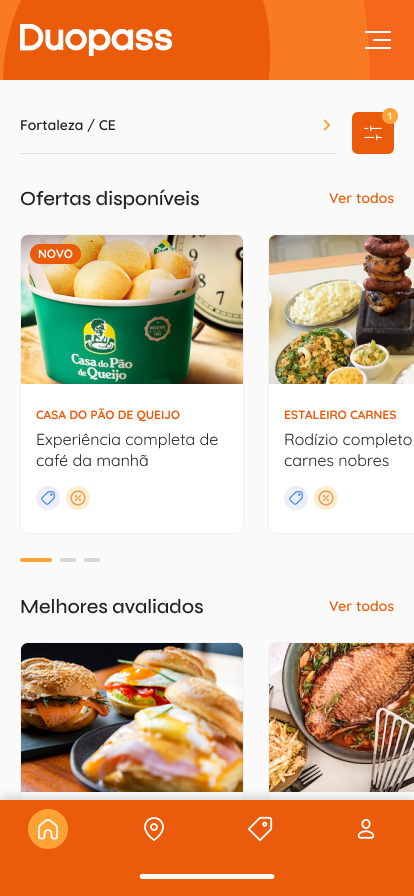 Duopass
Fortaleza / CE
1
Ofertas disponíveis
Ver todos
NOVO
Casa do Pão
de Queijo
CASA DO PÃO DE QUEIJO
Experiência completa de
café da manhã
ESTALEIRO CARNES
Rodízio completo
carnes nobres
Melhores avaliados
Ver todos